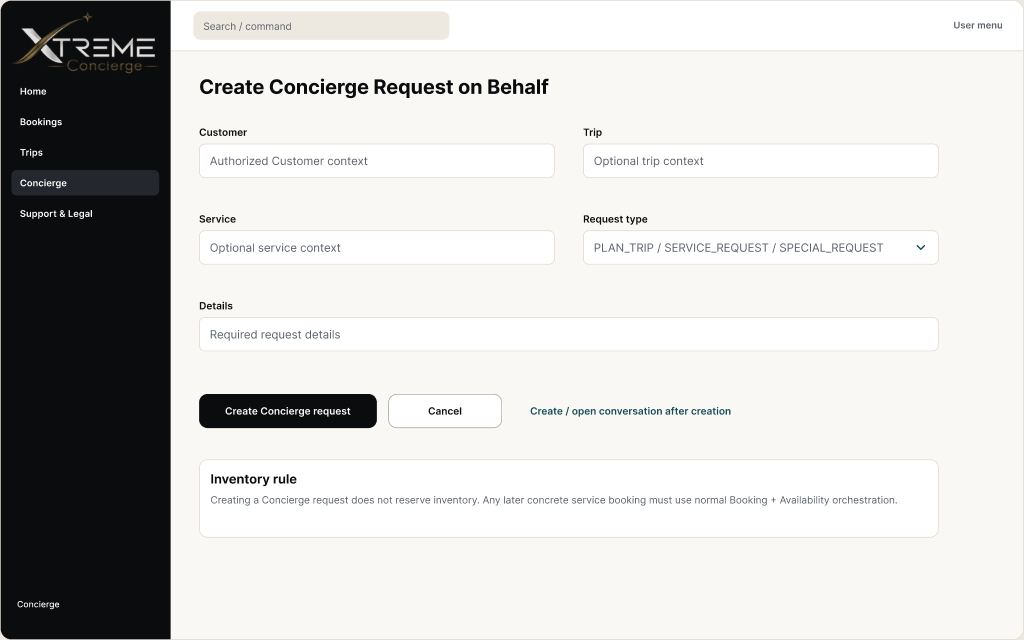 XTREME
Concierge
Search / command
User menu
Home
Bookings
Trips
Concierge
Support & Legal
Concierge
Create Concierge Request on Behalf
Customer
Trip
Authorized Customer context
Optional trip context
Service
Request type
Optional service context
PLAN_TRIP / SERVICE_REQUEST / SPECIAL_REQUEST
Details
Required request details
Create Concierge request
Cancel
Create / open conversation after creation
Inventory rule
Creating a Concierge request does not reserve inventory. Any later concrete service booking must use normal Booking + Availability orchestration.